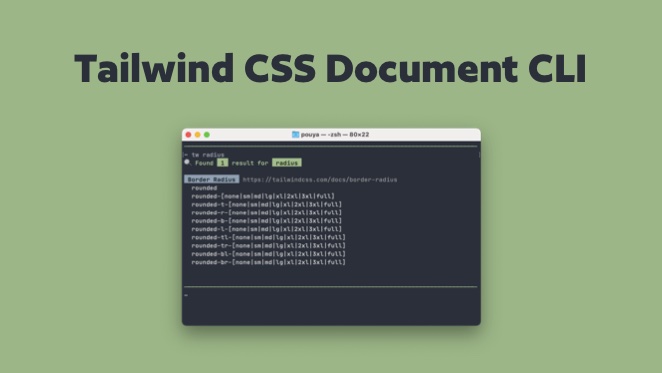 Tailwind CSS Document CLI
pouya — -zsh — 80×22
~ tw radius
Found 1 result for radius
Border Radius https://tailwindcss.com/docs/border-radius
rounded
rounded-[none|sm|md|lg|xl|2xl|3xl|full]
rounded-t-[none|sm|md|lg|xl|2xl|3xl|full]
rounded-r-[none|sm|md|lg|xl|2xl|3xl|full]
rounded-b-[none|sm|md|lg|xl|2xl|3xl|full]
rounded-l-[none|sm|md|lg|xl|2xl|3xl|full]
rounded-tl-[none|sm|md|lg|xl|2xl|3xl|full]
rounded-tr-[none|sm|md|lg|xl|2xl|3xl|full]
rounded-bl-[none|sm|md|lg|xl|2xl|3xl|full]
rounded-br-[none|sm|md|lg|xl|2xl|3xl|full]
~